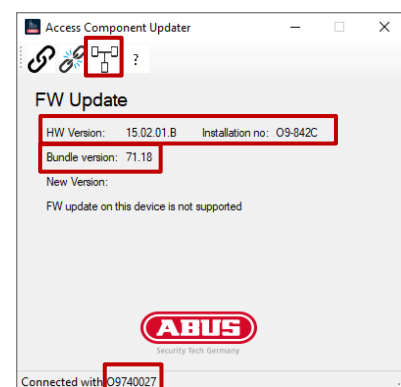 Access Component Updater
?
FW Update
HW Version: 15.02.01.B Installation no: O9-842C
Bundle version: 71.18
New Version:
FW update on this device is not supported
ABUS
Security Tech Germany
Connected with O9740027